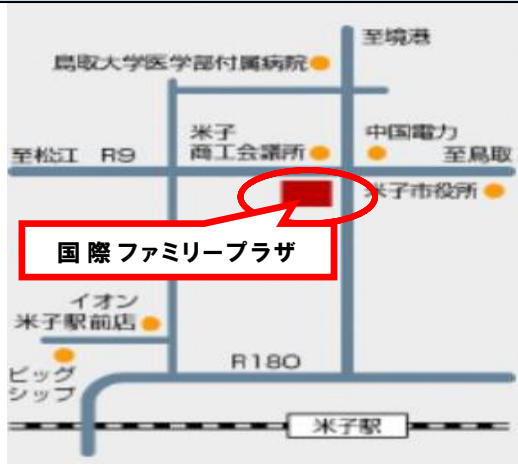 至境港
鳥取大学医学部付属病院
米子
商工会議所
中国電力
至松江 R9
至鳥取
米子市役所
国際ファミリープラザ
イオン
米子駅前店
ビッグ
シップ
R180
米子駅